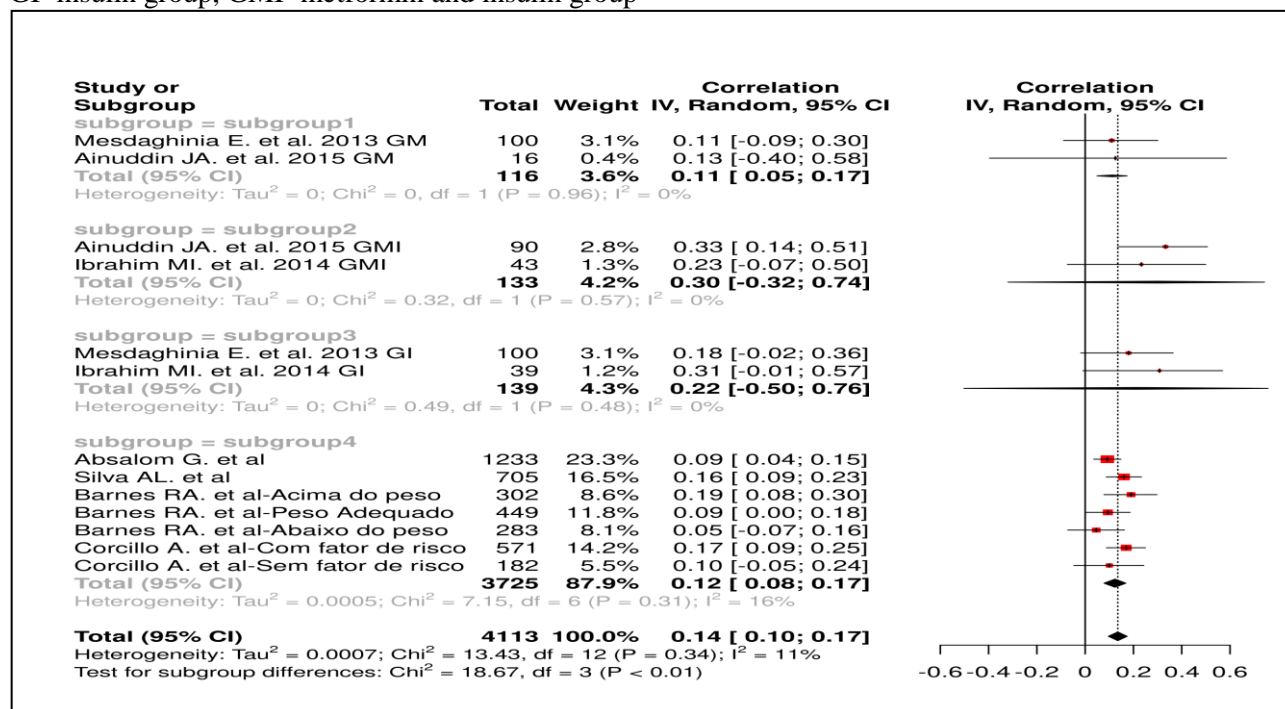 GI- insulin group; GMI- metformin and insulin group
Study or Subgroup Total Weight Correlation IV, Random, 95% CI Correlation IV, Random, 95% CI
subgroup = subgroup1
Mesdaghinia E. et al. 2013 GM 100 3.1% 0.11 [-0.09; 0.30]
Ainuddin JA. et al. 2015 GM 16 0.4% 0.13 [-0.40; 0.58]
Total (95% CI) 116 3.6% 0.11 [ 0.05; 0.17]
Heterogeneity: Tau² = 0; Chi² = 0, df = 1 (P = 0.96); I² = 0%
subgroup = subgroup2
Ainuddin JA. et al. 2015 GMI 90 2.8% 0.33 [ 0.14; 0.51]
Ibrahim MI. et al. 2014 GMI 43 1.3% 0.23 [-0.07; 0.50]
Total (95% CI) 133 4.2% 0.30 [-0.32; 0.74]
Heterogeneity: Tau² = 0; Chi² = 0.32, df = 1 (P = 0.57); I² = 0%
subgroup = subgroup3
Mesdaghinia E. et al. 2013 GI 100 3.1% 0.18 [-0.02; 0.36]
Ibrahim MI. et al. 2014 GI 39 1.2% 0.31 [-0.01; 0.57]
Total (95% CI) 139 4.3% 0.22 [-0.50; 0.76]
Heterogeneity: Tau² = 0; Chi² = 0.49, df = 1 (P = 0.48); I² = 0%
subgroup = subgroup4
Absalom G. et al 1233 23.3% 0.09 [ 0.04; 0.15]
Silva AL. et al 705 16.5% 0.16 [ 0.09; 0.23]
Barnes RA. et al-Acima do peso 302 8.6% 0.19 [ 0.08; 0.30]
Barnes RA. et al-Peso Adequado 449 11.8% 0.09 [ 0.00; 0.18]
Barnes RA. et al-Abaixo do peso 283 8.1% 0.05 [-0.07; 0.16]
Corcillo A. et al-Com fator de risco 571 14.2% 0.17 [ 0.09; 0.25]
Corcillo A. et al-Sem fator de risco 182 5.5% 0.10 [-0.05; 0.24]
Total (95% CI) 3725 87.9% 0.12 [ 0.08; 0.17]
Heterogeneity: Tau² = 0.0005; Chi² = 7.15, df = 6 (P = 0.31); I² = 16%
Total (95% CI) 4113 100.0% 0.14 [ 0.10; 0.17]
Heterogeneity: Tau² = 0.0007; Chi² = 13.43, df = 12 (P = 0.34); I² = 11%
Test for subgroup differences: Chi² = 18.67, df = 3 (P < 0.01)
-0.6 -0.4 -0.2 0 0.2 0.4 0.6